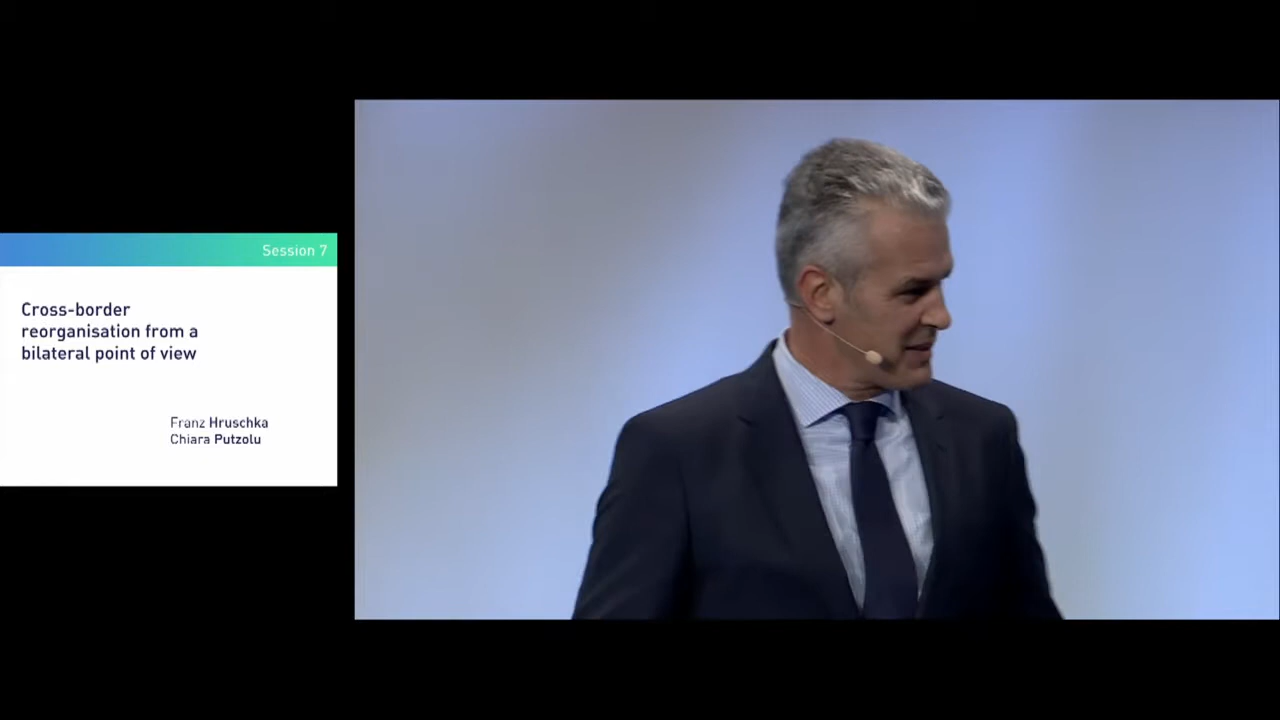 Session 7
Cross-border
reorganisation from a
bilateral point of view
Franz Hruschka
Chiara Putzolu